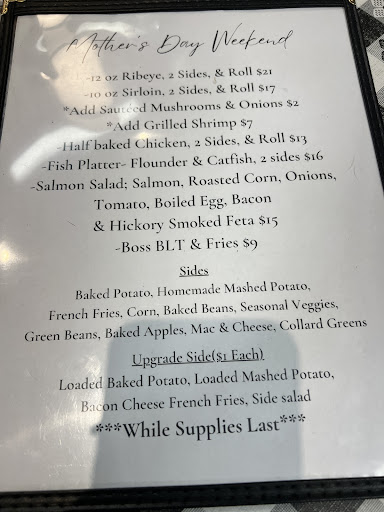 Mother's Day Weekend
-12 oz Ribeye, 2 Sides, & Roll $21
-10 oz Sirloin, 2 Sides, & Roll $17
*Add Sautéed Mushrooms & Onions $2
*Add Grilled Shrimp $7
-Half baked Chicken, 2 Sides, & Roll $13
-Fish Platter- Flounder & Catfish, 2 sides $16
-Salmon Salad; Salmon, Roasted Corn, Onions,
Tomato, Boiled Egg, Bacon
& Hickory Smoked Feta $15
-Boss BLT & Fries $9
Sides
Baked Potato, Homemade Mashed Potato,
French Fries, Corn, Baked Beans, Seasonal Veggies,
Green Beans, Baked Apples, Mac & Cheese, Collard Greens
Upgrade Side($1 Each)
Loaded Baked Potato, Loaded Mashed Potato,
Bacon Cheese French Fries, Side salad
***While Supplies Last***